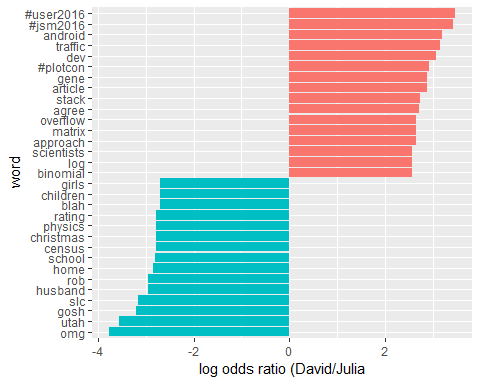 #user2016
#jsm2016
android
traffic
dev
#plotcon
gene
article
stack
agree
overflow
matrix
approach
scientists
log
binomial
girls
children
blah
rating
physics
christmas
census
school
home
rob
husband
slc
gosh
utah
omg
word
-4 -2 0 2
log odds ratio (David/Julia